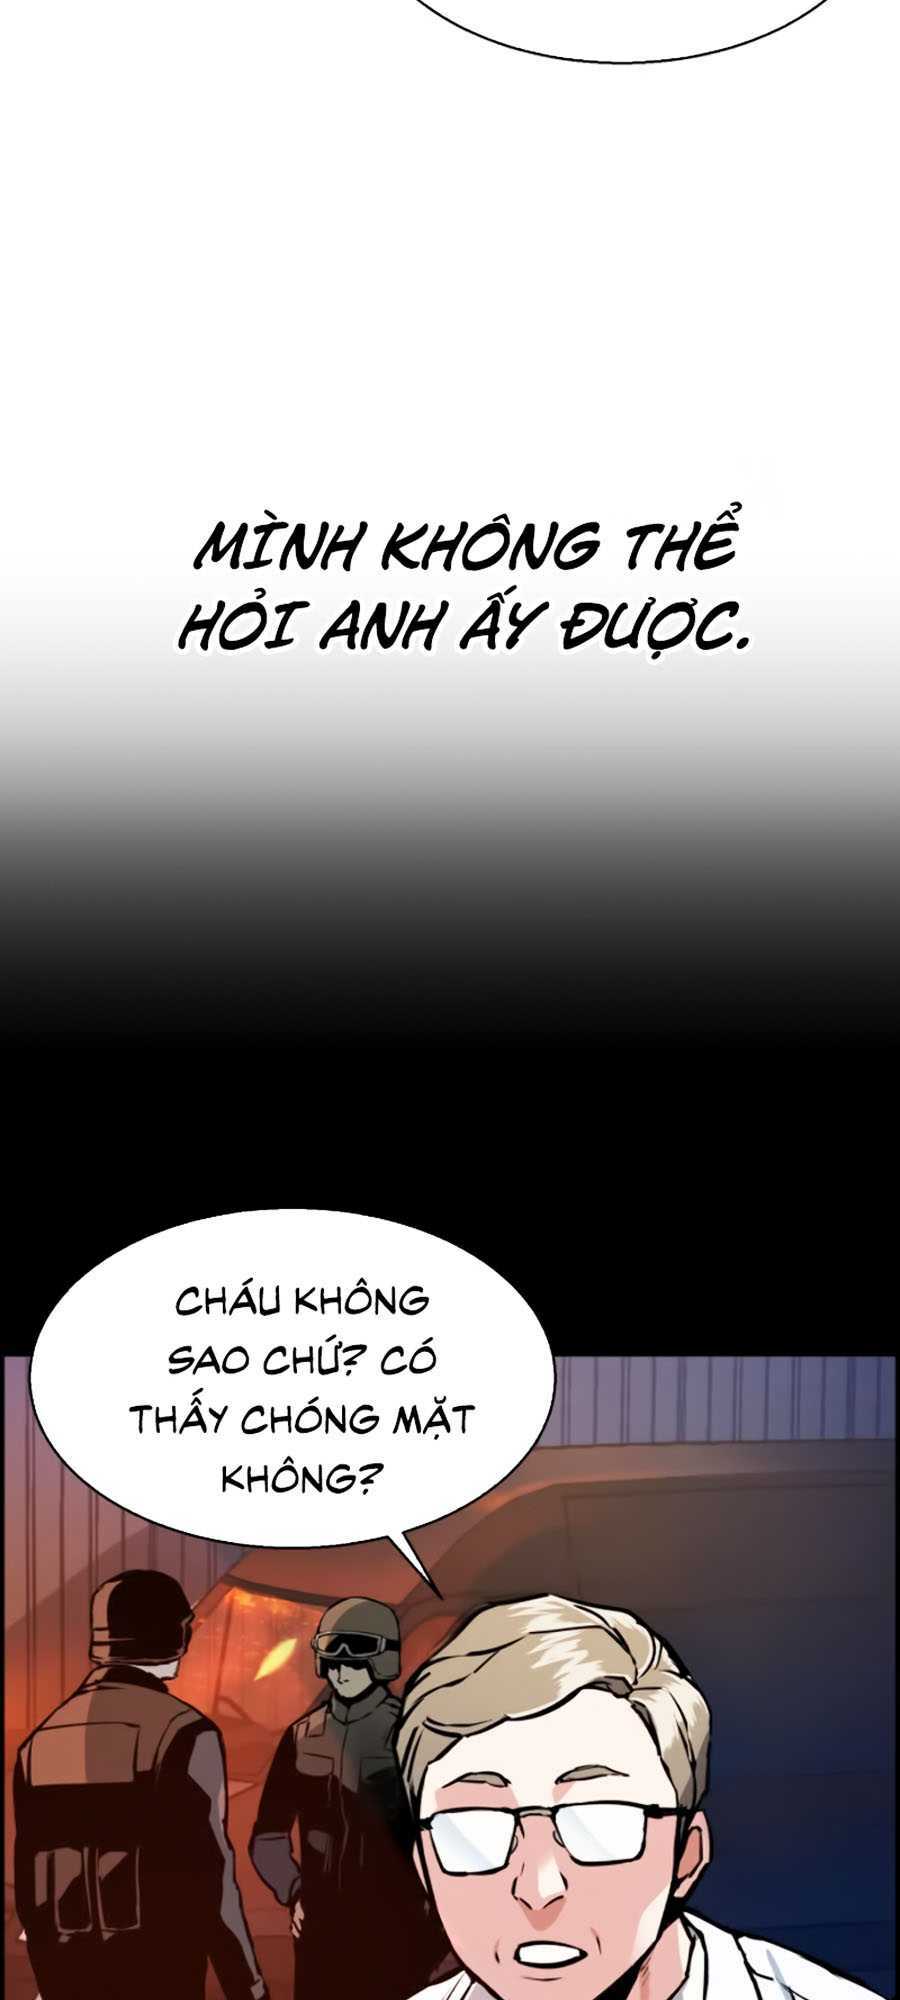 MÌNH KHÔNG THỂ
HỎI ANH ẤY ĐƯỢC.
CHÁU KHÔNG
SAO CHỨ? CÓ
THẤY CHÓNG MẶT
KHÔNG?